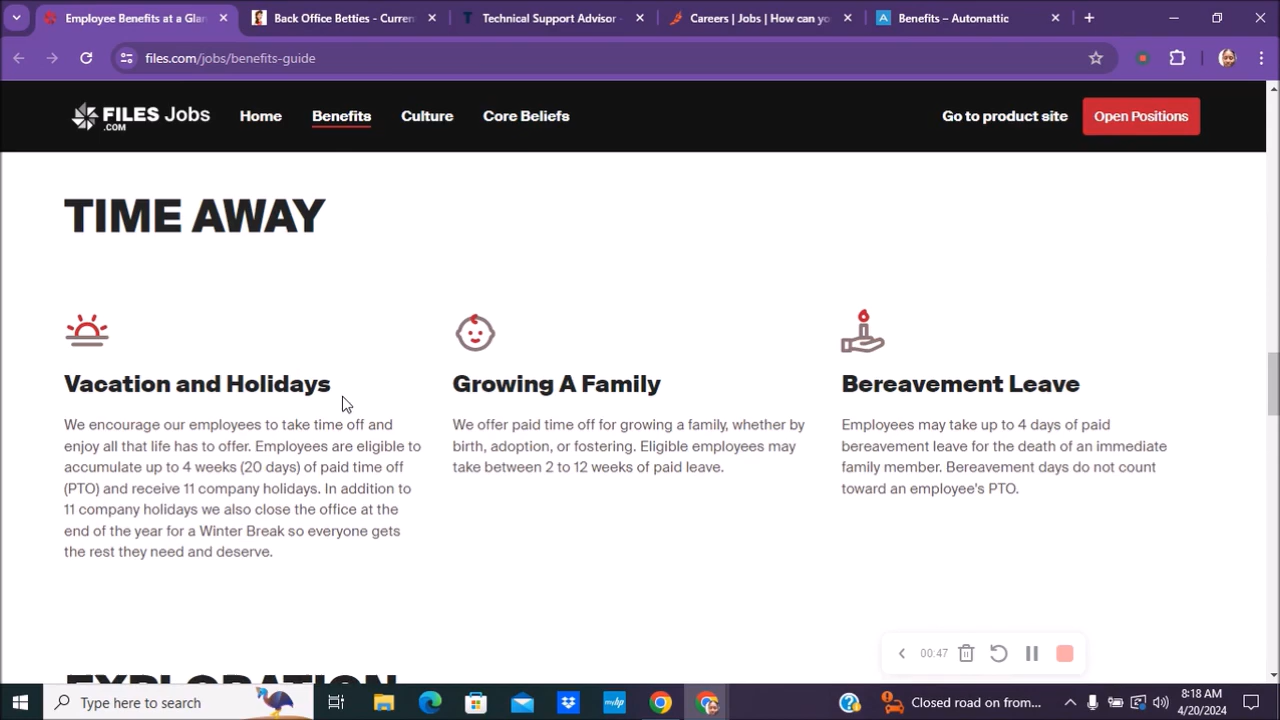 Employee Benefits at a Glan
Back Office Betties - Curren
Technical Support Advisor -
Careers | Jobs | How can yo
Benefits – Automattic
files.com/jobs/benefits-guide
FILES Jobs
.COM
Home
Benefits
Culture
Core Beliefs
Go to product site
Open Positions
TIME AWAY
Vacation and Holidays
We encourage our employees to take time off and
enjoy all that life has to offer. Employees are eligible to
accumulate up to 4 weeks (20 days) of paid time off
(PTO) and receive 11 company holidays. In addition to
11 company holidays we also close the office at the
end of the year for a Winter Break so everyone gets
the rest they need and deserve.
Growing A Family
We offer paid time off for growing a family, whether by
birth, adoption, or fostering. Eligible employees may
take between 2 to 12 weeks of paid leave.
Bereavement Leave
Employees may take up to 4 days of paid
bereavement leave for the death of an immediate
family member. Bereavement days do not count
toward an employee's PTO.
EXPLORATION
00:47
Type here to search
myhp
Closed road on from...
8:18 AM
4/20/2024